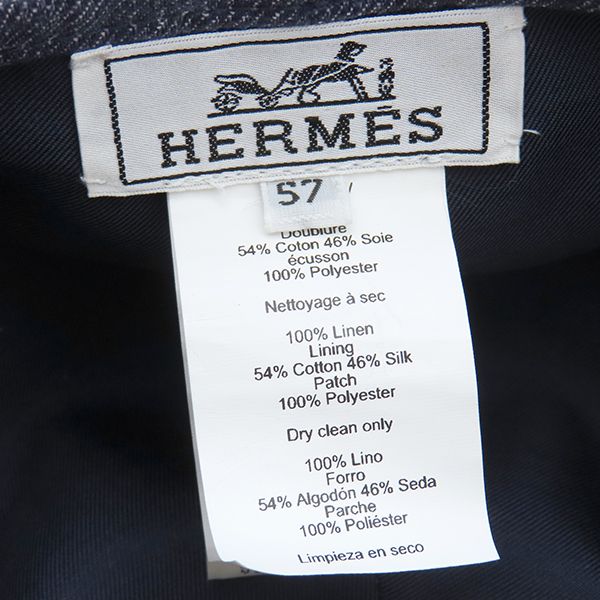 HERMĒS
57
Doublure
54% Coton 46% Soie
écusson
100% Polyester
Nettoyage à sec
100% Linen
Lining
54% Cotton 46% Silk
Patch
100% Polyester
Dry clean only
100% Lino
Forro
54% Algodón 46% Seda
Parche
100% Poliéster
Limpieza en seco